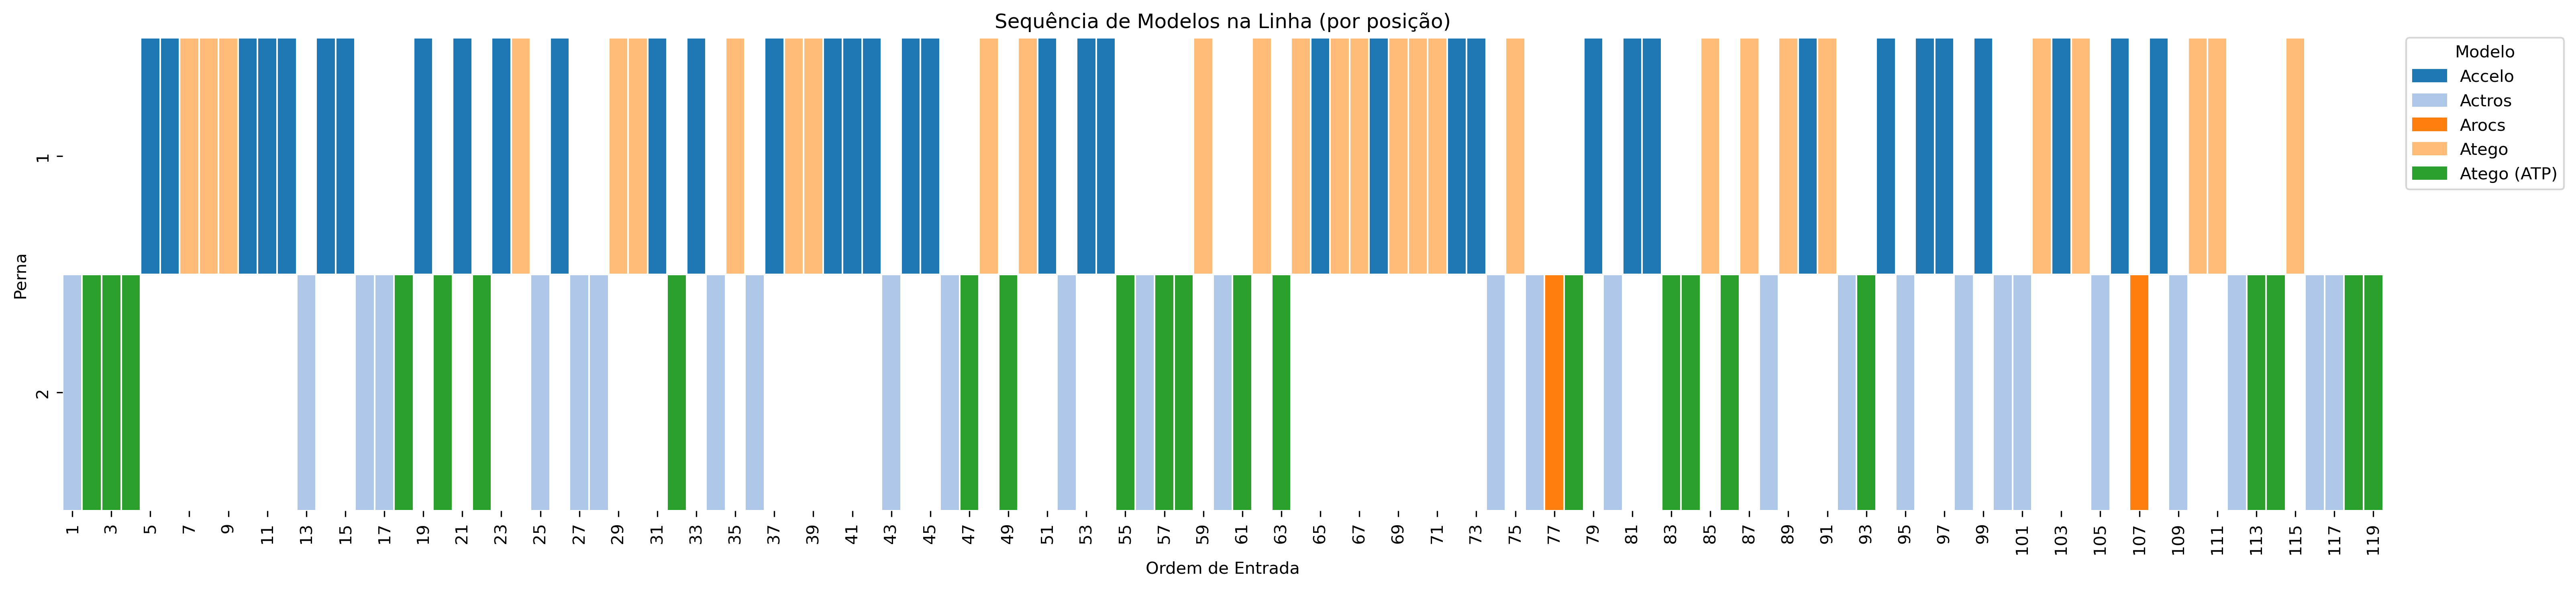 Sequência de Modelos na Linha (por posição)
Modelo
Accelo
Actros
Arocs
Atego
Atego (ATP)
Perna
1
2
1 3 5 7 9 11 13 15 17 19 21 23 25 27 29 31 33 35 37 39 41 43 45 47 49 51 53 55 57 59 61 63 65 67 69 71 73 75 77 79 81 83 85 87 89 91 93 95 97 99 101 103 105 107 109 111 113 115 117 119
Ordem de Entrada